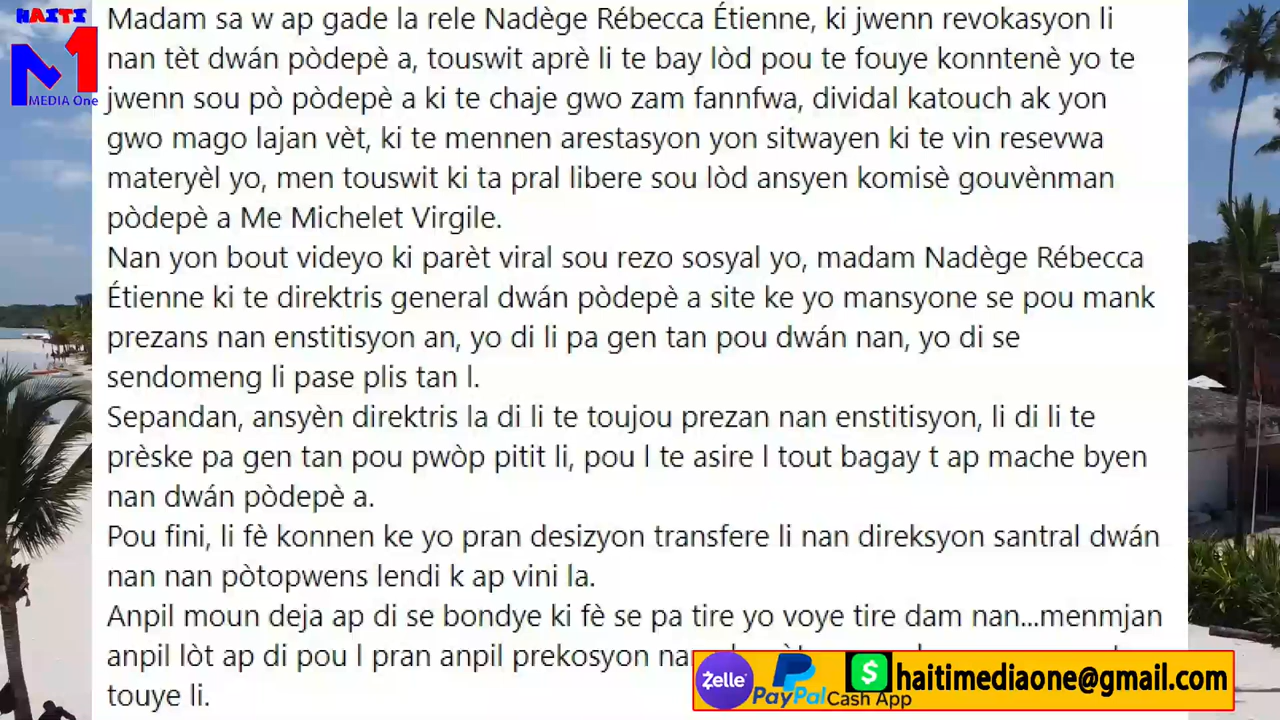 HAITI
MEDIA One
Madam sa w ap gade la rele Nadège Rébecca Étienne, ki jwenn revokasyon li
nan tèt dwán pòdepè a, touswit aprè li te bay lòd pou te fouye konntenè yo te
jwenn sou pò pòdepè a ki te chaje gwo zam fannfwa, dividal katouch ak yon
gwo mago lajan vèt, ki te mennen arestasyon yon sitwayen ki te vin resevwa
materyèl yo, men touswit ki ta pral libere sou lòd ansyen komisè gouvènman
pòdepè a Me Michelet Virgile.
Nan yon bout videyo ki parèt viral sou rezo sosyal yo, madam Nadège Rébecca
Étienne ki te direktris general dwán pòdepè a site ke yo mansyone se pou mank
prezans nan enstitisyon an, yo di li pa gen tan pou dwán nan, yo di se
sendomeng li pase plis tan l.
Sepandan, ansyèn direktris la di li te toujou prezan nan enstitisyon, li di li te
prèske pa gen tan pou pwòp pitit li, pou l te asire l tout bagay t ap mache byen
nan dwán pòdepè a.
Pou fini, li fè konnen ke yo pran desizyon transfere li nan direksyon santral dwán
nan nan pòtopwens lendi k ap vini la.
Anpil moun deja ap di se bondye ki fè se pa tire yo voye tire dam nan...menmjan
anpil lòt ap di pou l pran anpil prekosyon
touye li.
Zelle
PayPal
$
Cash App
haitimediaone@gmail.com